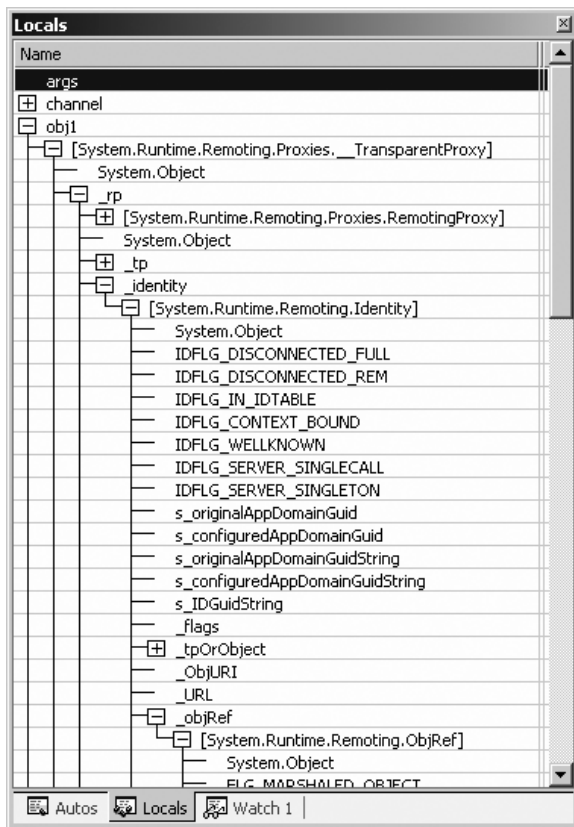 Locals
Name
args
channel
obj1
[System.Runtime.Remoting.Proxies.__TransparentProxy]
System.Object
_rp
[System.Runtime.Remoting.Proxies.RemotingProxy]
System.Object
_tp
_identity
[System.Runtime.Remoting.Identity]
System.Object
IDFLG_DISCONNECTED_FULL
IDFLG_DISCONNECTED_REM
IDFLG_IN_IDTABLE
IDFLG_CONTEXT_BOUND
IDFLG_WELLKNOWN
IDFLG_SERVER_SINGLECALL
IDFLG_SERVER_SINGLETON
s_originalAppDomainGuid
s_configuredAppDomainGuid
s_originalAppDomainGuidString
s_configuredAppDomainGuidString
s_IDGuidString
_flags
_tpOrObject
_ObjURI
_URL
_objRef
[System.Runtime.Remoting.ObjRef]
System.Object
FLG_MARSHALED_OBJECT
Autos Locals Watch 1